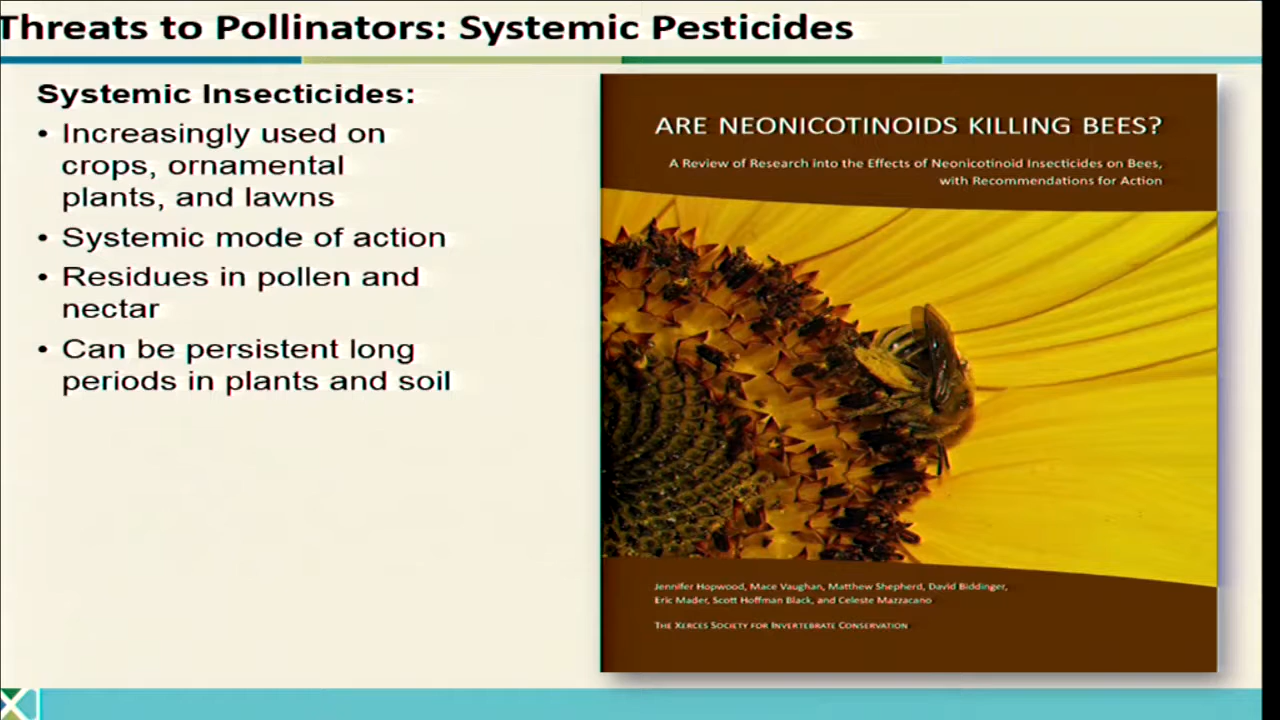 Threats to Pollinators: Systemic Pesticides
Systemic Insecticides:
• Increasingly used on
crops, ornamental
plants, and lawns
• Systemic mode of action
• Residues in pollen and
nectar
• Can be persistent long
periods in plants and soil
ARE NEONICOTINOIDS KILLING BEES?
A Review of Research into the Effects of Neonicotinoid Insecticides on Bees,
with Recommendations for Action
Jennifer Hopwood, Mace Vaughan, Matthew Shepherd, David Biddinger,
Eric Mader, Scott Hoffman Black, and Celeste Mazzacano
THE XERCES SOCIETY FOR INVERTEBRATE CONSERVATION